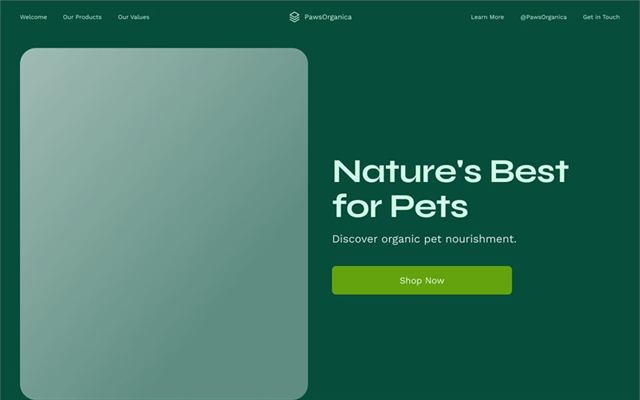 Welcome
Our Products
Our Values
PawsOrganica
Learn More
@PawsOrganica
Get in Touch
Nature's Best
for Pets
Discover organic pet nourishment.
Shop Now